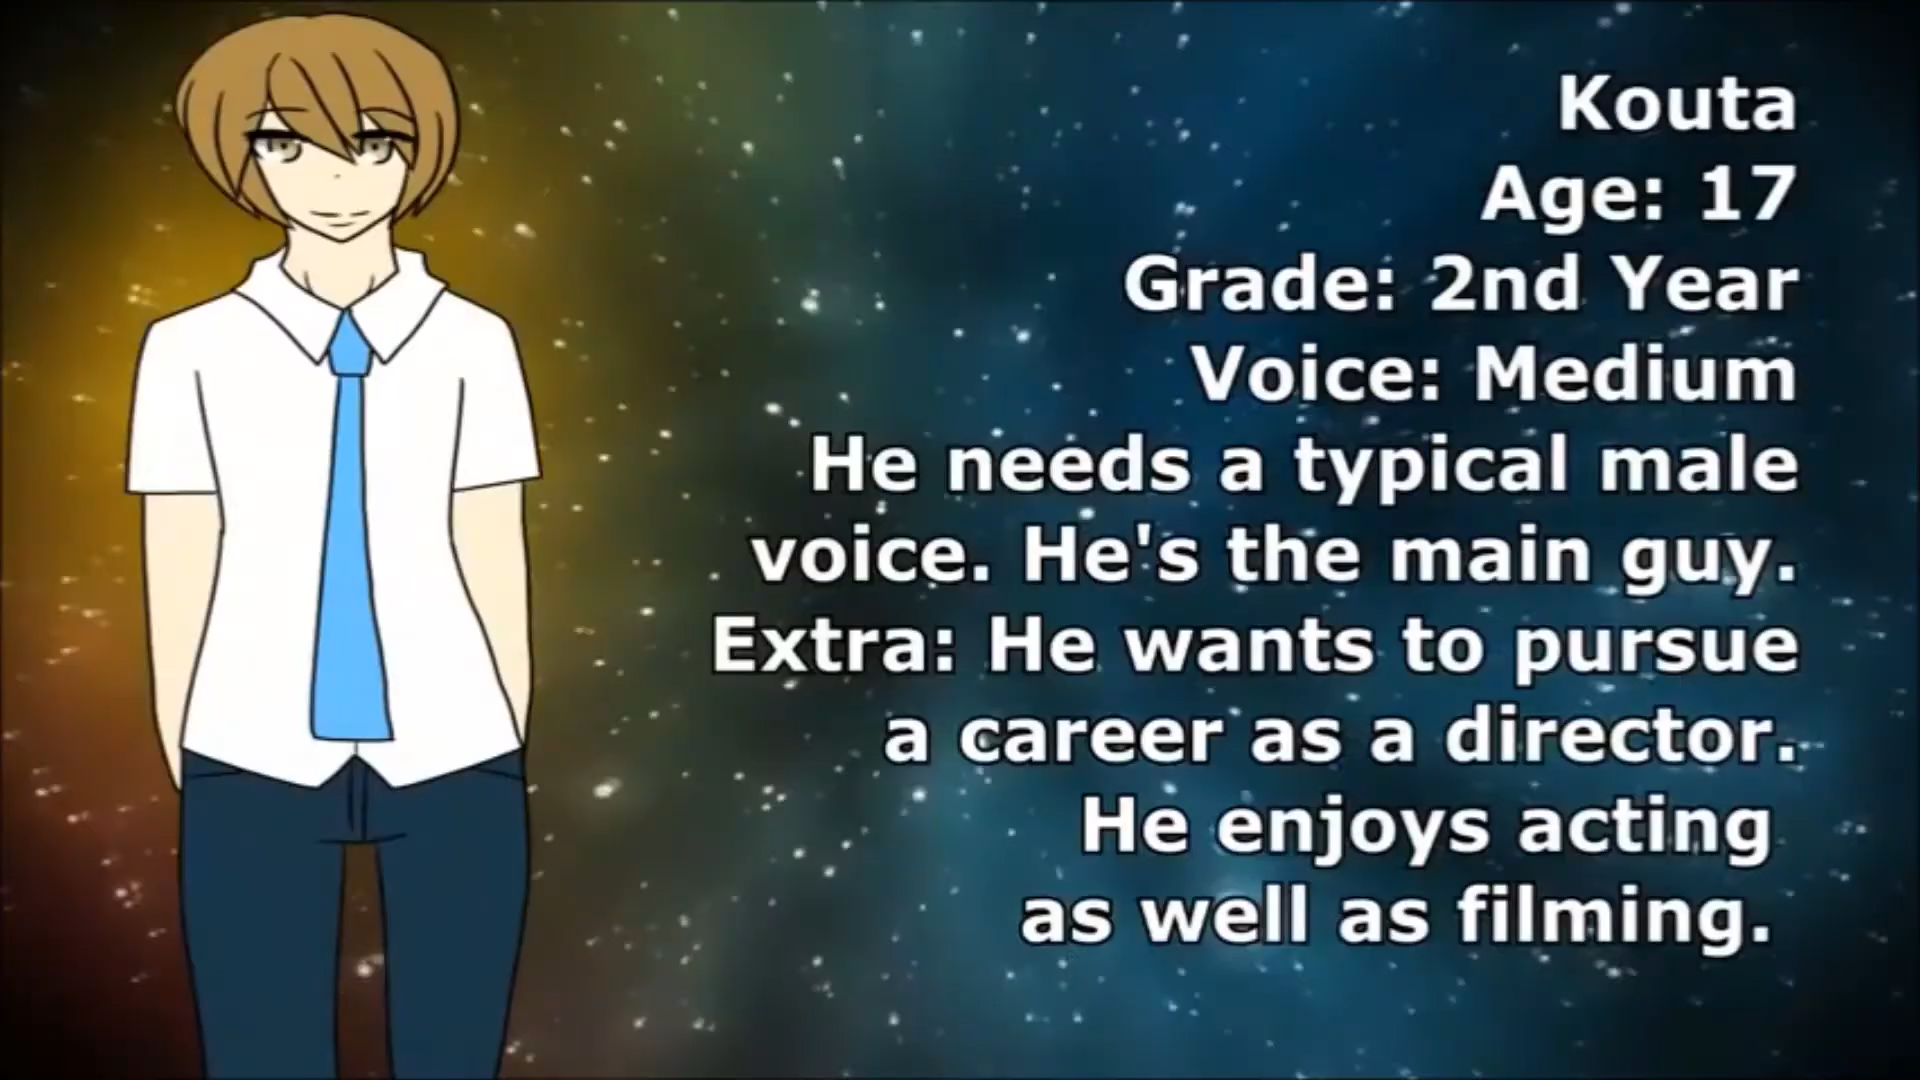 Kouta
Age: 17
Grade: 2nd Year
Voice: Medium
He needs a typical male
voice. He's the main guy.
Extra: He wants to pursue
a career as a director.
He enjoys acting
as well as filming.